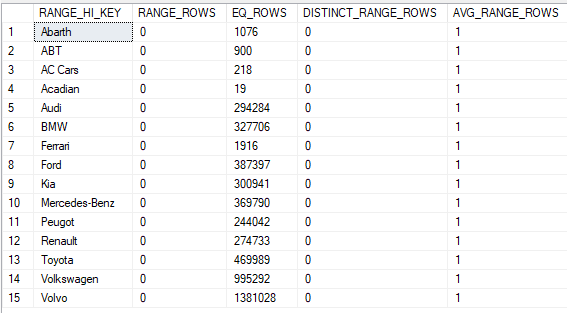 RANGE_HI_KEY RANGE_ROWS EQ_ROWS DISTINCT_RANGE_ROWS AVG_RANGE_ROWS
1 Abarth 0 1076 0 1
2 ABT 0 900 0 1
3 AC Cars 0 218 0 1
4 Acadian 0 19 0 1
5 Audi 0 294284 0 1
6 BMW 0 327706 0 1
7 Ferrari 0 1916 0 1
8 Ford 0 387397 0 1
9 Kia 0 300941 0 1
10 Mercedes-Benz 0 369790 0 1
11 Peugot 0 244042 0 1
12 Renault 0 274733 0 1
13 Toyota 0 469989 0 1
14 Volkswagen 0 995292 0 1
15 Volvo 0 1381028 0 1